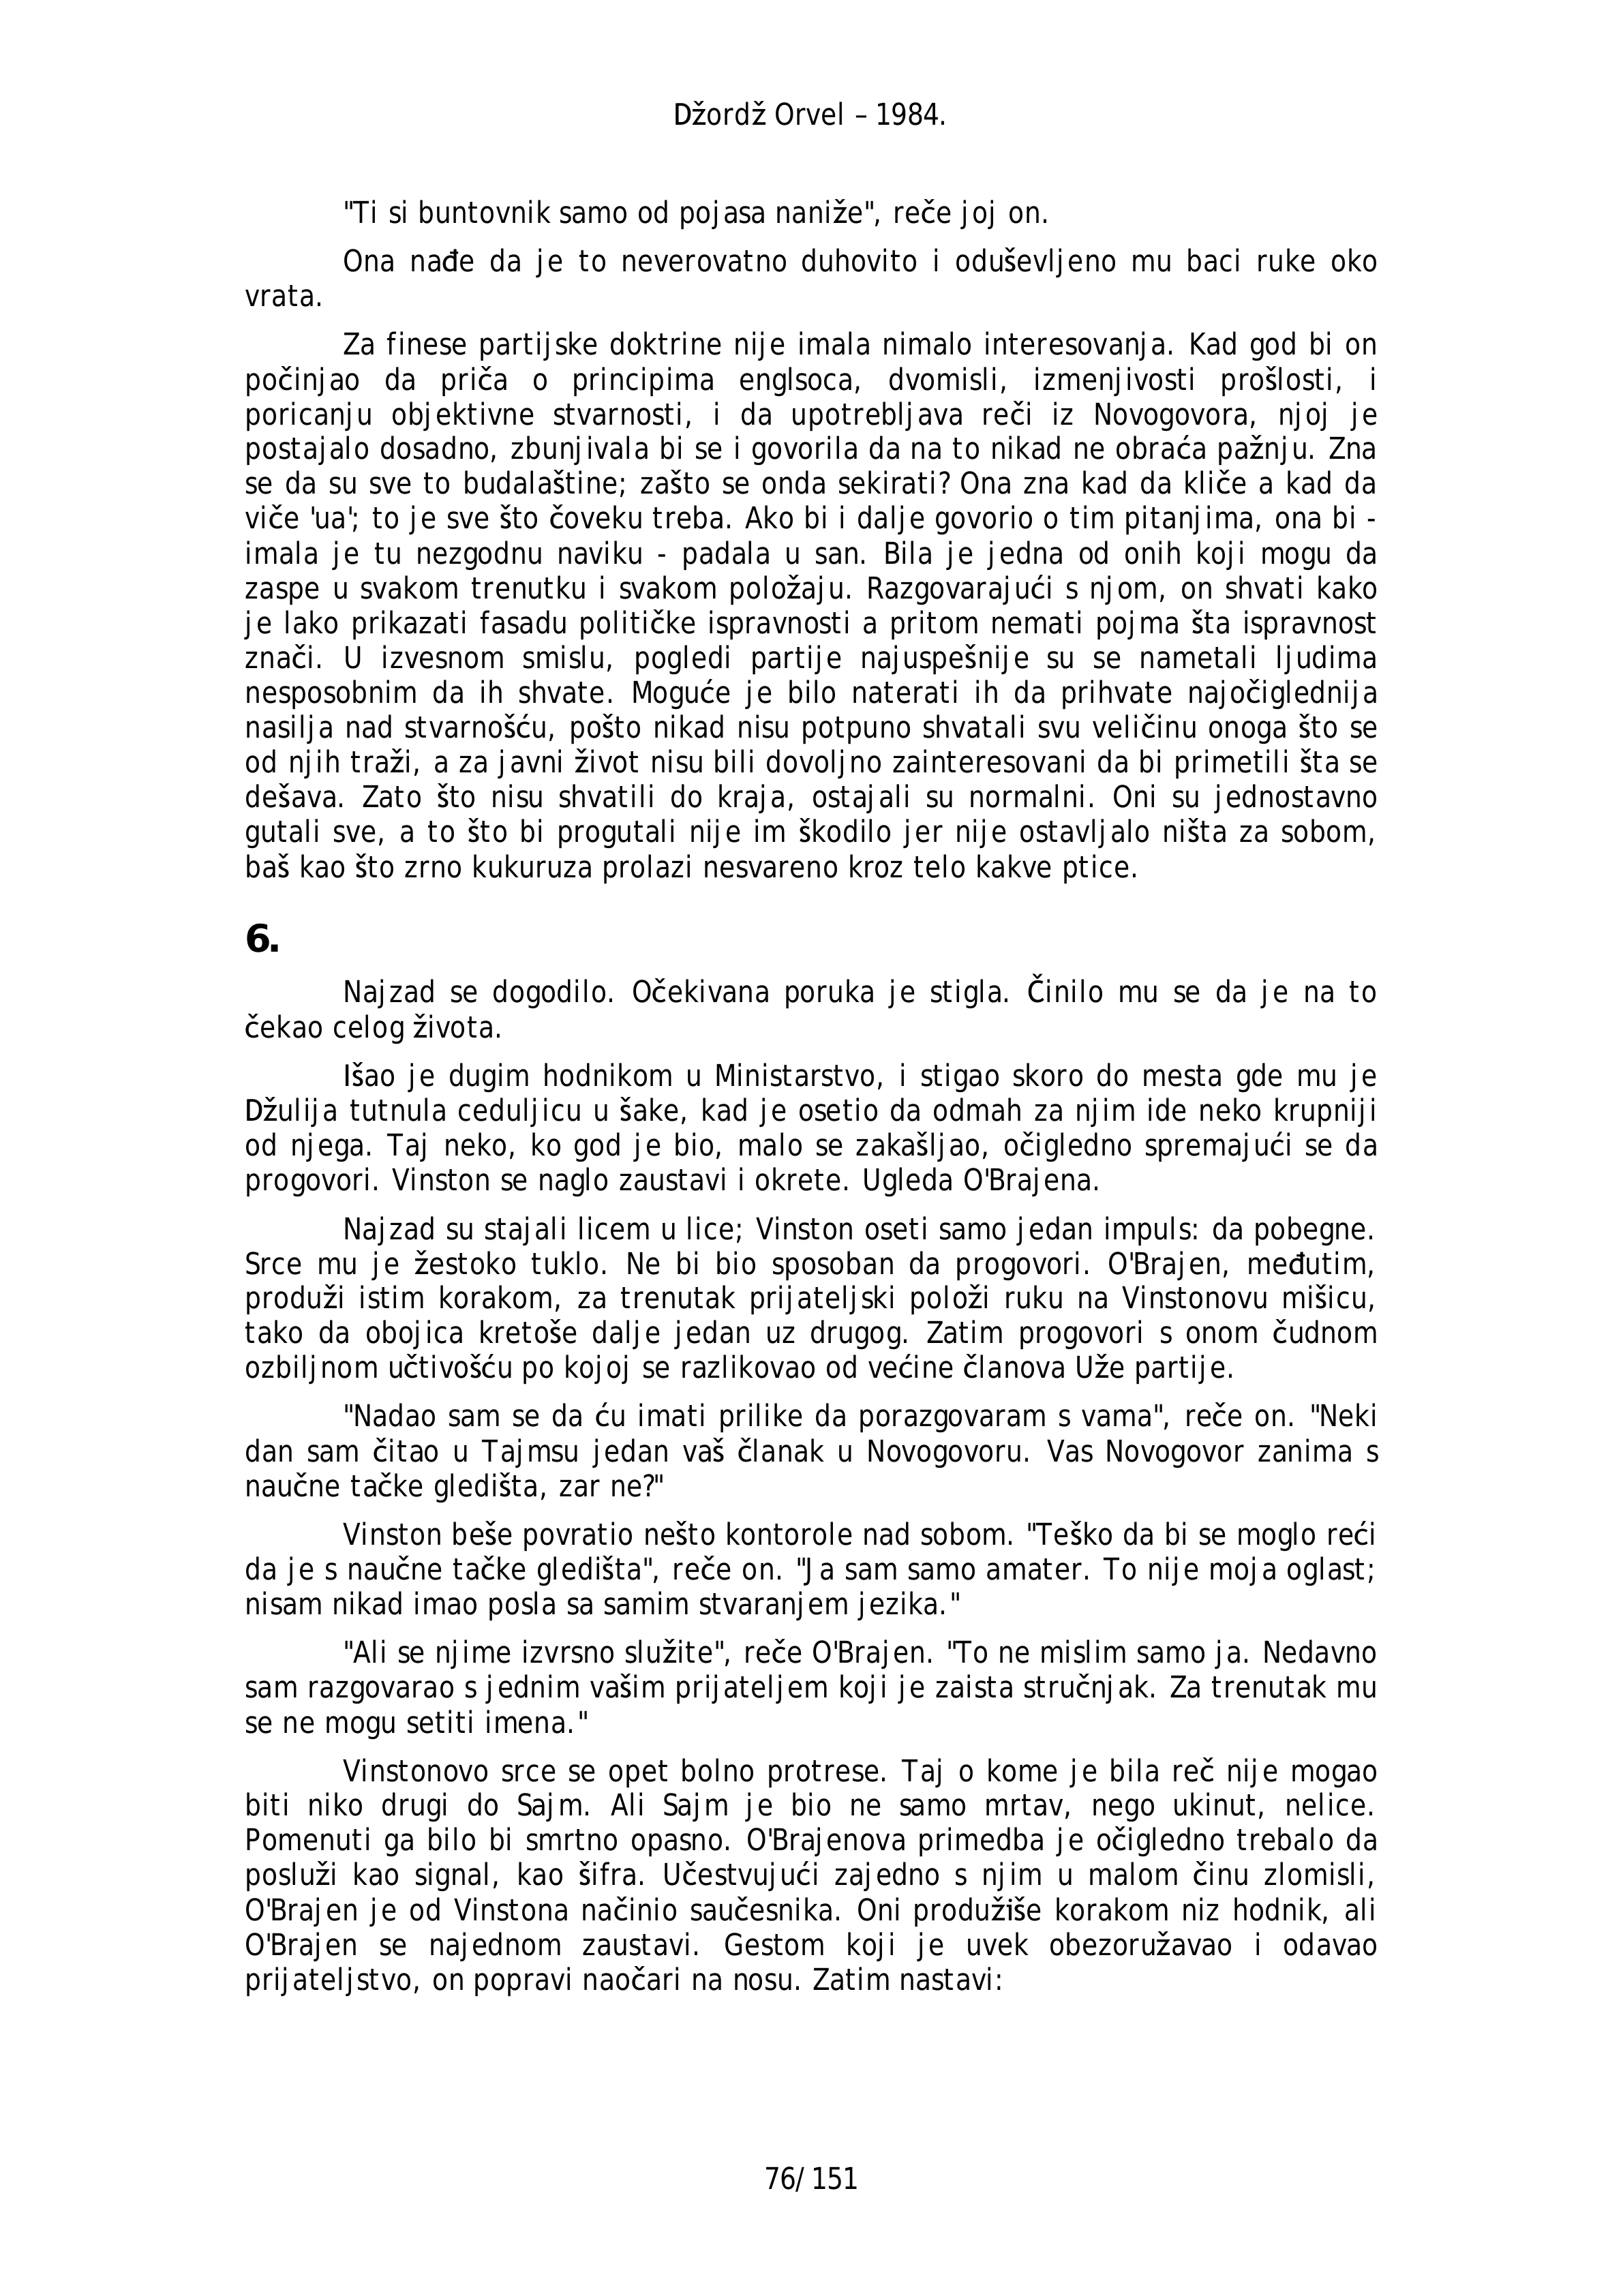 Džordž Orvel – 1984.
"Ti si buntovnik samo od pojasa naniže", reče joj on.
Ona nađe da je to neverovatno duhovito i oduševljeno mu baci ruke oko
vrata.
Za finese partijske doktrine nije imala nimalo interesovanja. Kad god bi on
počinjao da priča o principima englsoca, dvomisli, izmenjivosti prošlosti, i
poricanju objektivne stvarnosti, i da upotrebljava reči iz Novogovora, njoj je
postajalo dosadno, zbunjivala bi se i govorila da na to nikad ne obraća pažnju. Zna
se da su sve to budalaštine; zašto se onda sekirati? Ona zna kad da kliče a kad da
viče 'ua'; to je sve što čoveku treba. Ako bi i dalje govorio o tim pitanjima, ona bi -
imala je tu nezgodnu naviku - padala u san. Bila je jedna od onih koji mogu da
zaspe u svakom trenutku i svakom položaju. Razgovarajući s njom, on shvati kako
je lako prikazati fasadu političke ispravnosti a pritom nemati pojma šta ispravnost
znači. U izvesnom smislu, pogledi partije najuspešnije su se nametali ljudima
nesposobnim da ih shvate. Moguće je bilo naterati ih da prihvate najočiglednija
nasilja nad stvarnošću, pošto nikad nisu potpuno shvatali svu veličinu onoga što se
od njih traži, a za javni život nisu bili dovoljno zainteresovani da bi primetili šta se
dešava. Zato što nisu shvatili do kraja, ostajali su normalni. Oni su jednostavno
gutali sve, a to što bi progutali nije im škodilo jer nije ostavljalo ništa za sobom,
baš kao što zrno kukuruza prolazi nesvareno kroz telo kakve ptice.
6.
Najzad se dogodilo. Očekivana poruka je stigla. Činilo mu se da je na to
čekao celog života.
Išao je dugim hodnikom u Ministarstvo, i stigao skoro do mesta gde mu je
Džulija tutnula ceduljicu u šake, kad je osetio da odmah za njim ide neko krupniji
od njega. Taj neko, ko god je bio, malo se zakašljao, očigledno spremajući se da
progovori. Vinston se naglo zaustavi i okrete. Ugleda O'Brajena.
Najzad su stajali licem u lice; Vinston oseti samo jedan impuls: da pobegne.
Srce mu je žestoko tuklo. Ne bi bio sposoban da progovori. O'Brajen, međutim,
produži istim korakom, za trenutak prijateljski položi ruku na Vinstonovu mišicu,
tako da obojica kretoše dalje jedan uz drugog. Zatim progovori s onom čudnom
ozbiljnom učtivošću po kojoj se razlikovao od većine članova Uže partije.
"Nadao sam se da ću imati prilike da porazgovaram s vama", reče on. "Neki
dan sam čitao u Tajmsu jedan vaš članak u Novogovoru. Vas Novogovor zanima s
naučne tačke gledišta, zar ne?"
Vinston beše povratio nešto kontorole nad sobom. "Teško da bi se moglo reći
da je s naučne tačke gledišta", reče on. "Ja sam samo amater. To nije moja oglast;
nisam nikad imao posla sa samim stvaranjem jezika."
"Ali se njime izvrsno služite", reče O'Brajen. "To ne mislim samo ja. Nedavno
sam razgovarao s jednim vašim prijateljem koji je zaista stručnjak. Za trenutak mu
se ne mogu setiti imena."
Vinstonovo srce se opet bolno protrese. Taj o kome je bila reč nije mogao
biti niko drugi do Sajm. Ali Sajm je bio ne samo mrtav, nego ukinut, nelice.
Pomenuti ga bilo bi smrtno opasno. O'Brajenova primedba je očigledno trebalo da
posluži kao signal, kao šifra. Učestvujući zajedno s njim u malom činu zlomisli,
O'Brajen je od Vinstona načinio saučesnika. Oni produžiše korakom niz hodnik, ali
O'Brajen se najednom zaustavi. Gestom koji je uvek obezoružavao i odavao
prijateljstvo, on popravi naočari na nosu. Zatim nastavi:
76/ 151